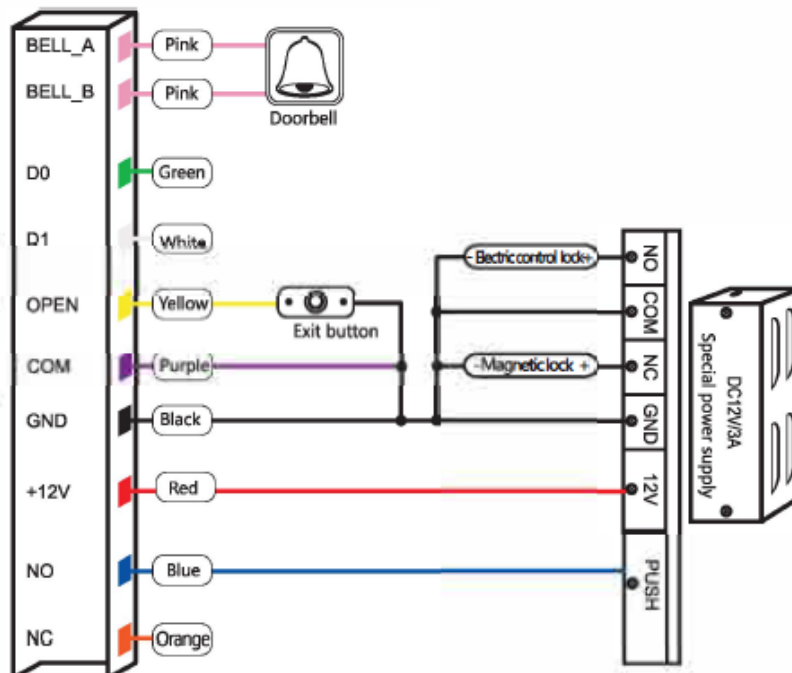 BELL_A
Pink
BELL_B
Pink
Doorbell
D0
Green
D1
White
OPEN
Yellow
Exit button
COM
Purple
GND
Black
+12V
Red
NO
Blue
NC
Orange
- Electric control lock+
NO
COM
-Magnetic lock +
NC
GND
12V
PUSH
DC12V/3A
Special power supply